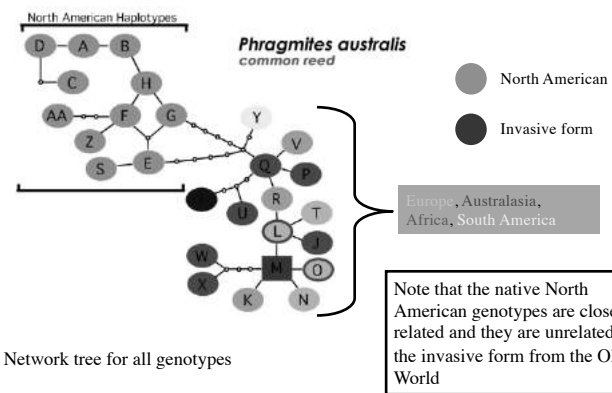 North American Haplotypes
Phragmites australis
common reed
D
A
B
C
H
AA
F
G
Y
Z
V
S
E
Q
P
U
R
T
L
J
W
M
O
X
K
N
North American
Invasive form
Europe, Australasia,
Africa, South America
Note that the native North
American genotypes are close
related and they are unrelated
the invasive form from the Ol
World
Network tree for all genotypes